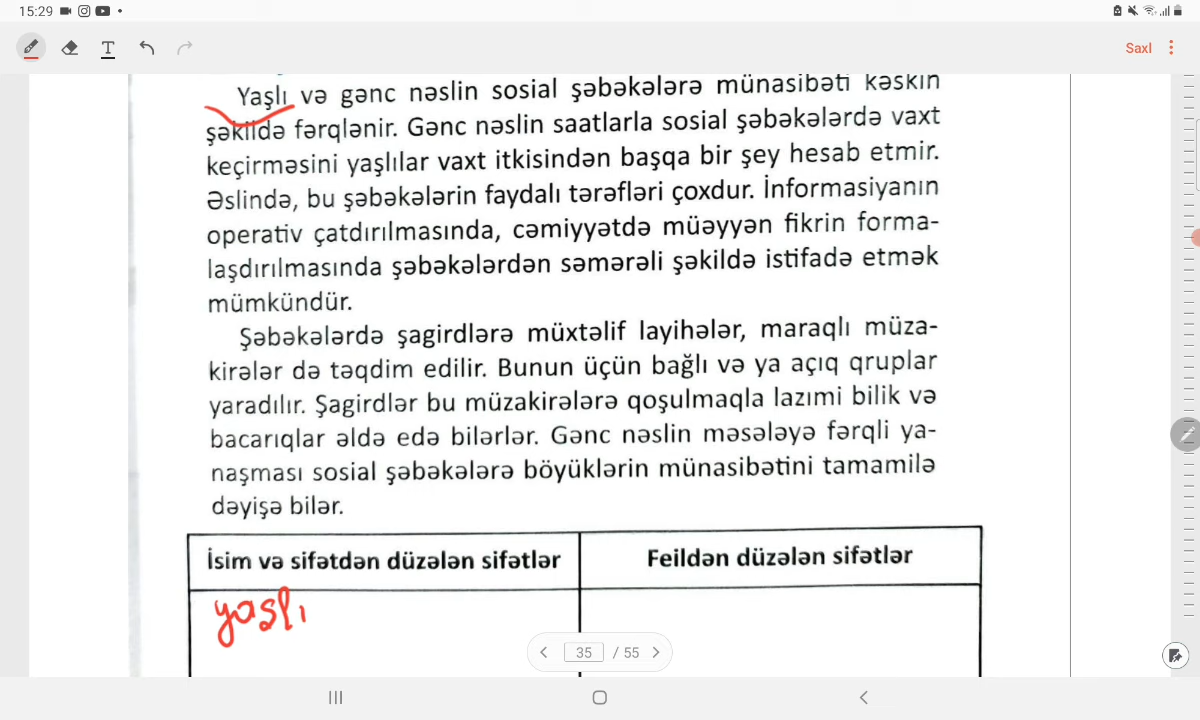 15:29
T
Saxl
Yaşlı və gənc nəslin sosial şəbəkələrə münasibəti kəskin
şəkildə fərqlənir. Gənc nəslin saatlarla sosial şəbəkələrdə vaxt
keçirməsini yaşlılar vaxt itkisindən başqa bir şey hesab etmir.
Əslində, bu şəbəkələrin faydalı tərəfləri çoxdur. İnformasiyanın
operativ çatdırılmasında, cəmiyyətdə müəyyən fikrin forma-
laşdırılmasında şəbəkələrdən səmərəli şəkildə istifadə etmək
mümkündür.
Şəbəkələrdə şagirdlərə müxtəlif layihələr, maraqlı müza-
kirələr də təqdim edilir. Bunun üçün bağlı və ya açıq qruplar
yaradılır. Şagirdlər bu müzakirələrə qoşulmaqla lazımi bilik və
bacarıqlar əldə edə bilərlər. Gənc nəslin məsələyə fərqli ya-
naşması sosial şəbəkələrə böyüklərin münasibətini tamamilə
dəyişə bilər.
İsim və sifətdən düzələn sifətlər
Feildən düzələn sifətlər
yaslı
35 / 55